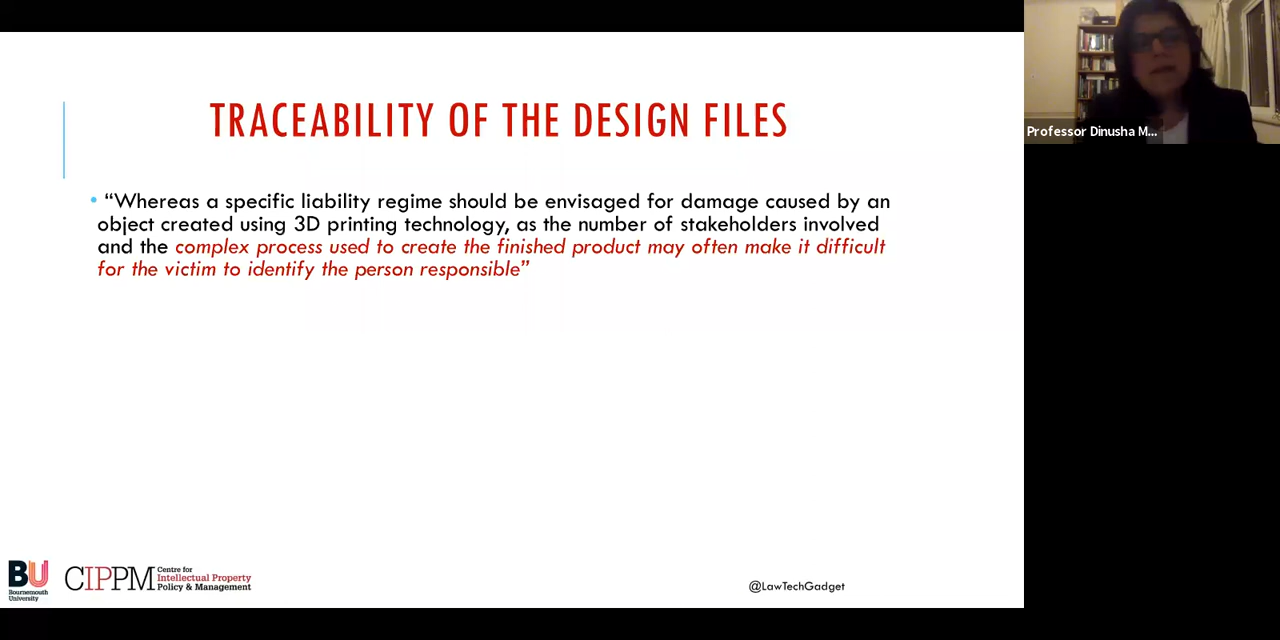 TRACEABILITY OF THE DESIGN FILES
• “Whereas a specific liability regime should be envisaged for damage caused by an
object created using 3D printing technology, as the number of stakeholders involved
and the complex process used to create the finished product may often make it difficult
for the victim to identify the person responsible”
Professor Dinusha M...
BU
Bournemouth
University
CIPPM
Centre for
Intellectual Property
Policy & Management
@LawTechGadget